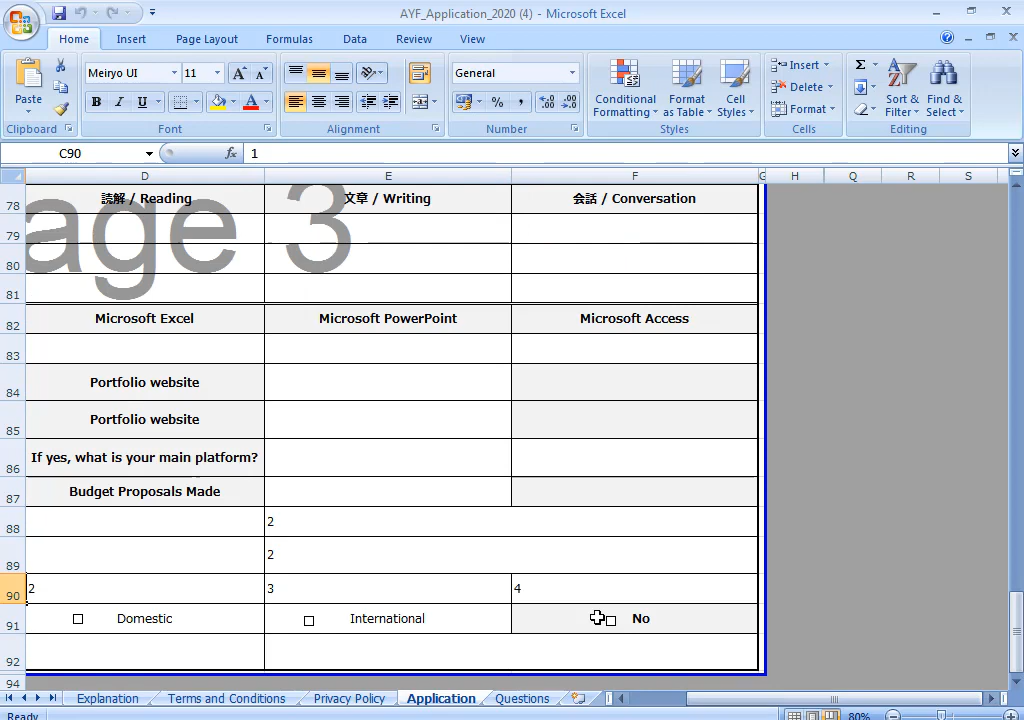 AYF_Application_2020 (4) - Microsoft Excel
Home Insert Page Layout Formulas Data Review View
Paste
Meiryo UI 11
General
Conditional Formatting
Format as Table
Cell Styles
Insert
Delete
Format
Sort & Filter
Find & Select
B I U
Clipboard Font Alignment Number Styles Cells Editing
C90 fx 1
D E F G H Q R S
age 3
78 読解 / Reading 文章 / Writing 会話 / Conversation
79
80
81
82 Microsoft Excel Microsoft PowerPoint Microsoft Access
83
84 Portfolio website
85 Portfolio website
86 If yes, what is your main platform?
87 Budget Proposals Made
88 2
89 2
90 2 3 4
91 Domestic International No
92
94
Explanation Terms and Conditions Privacy Policy Application Questions
Ready 80%